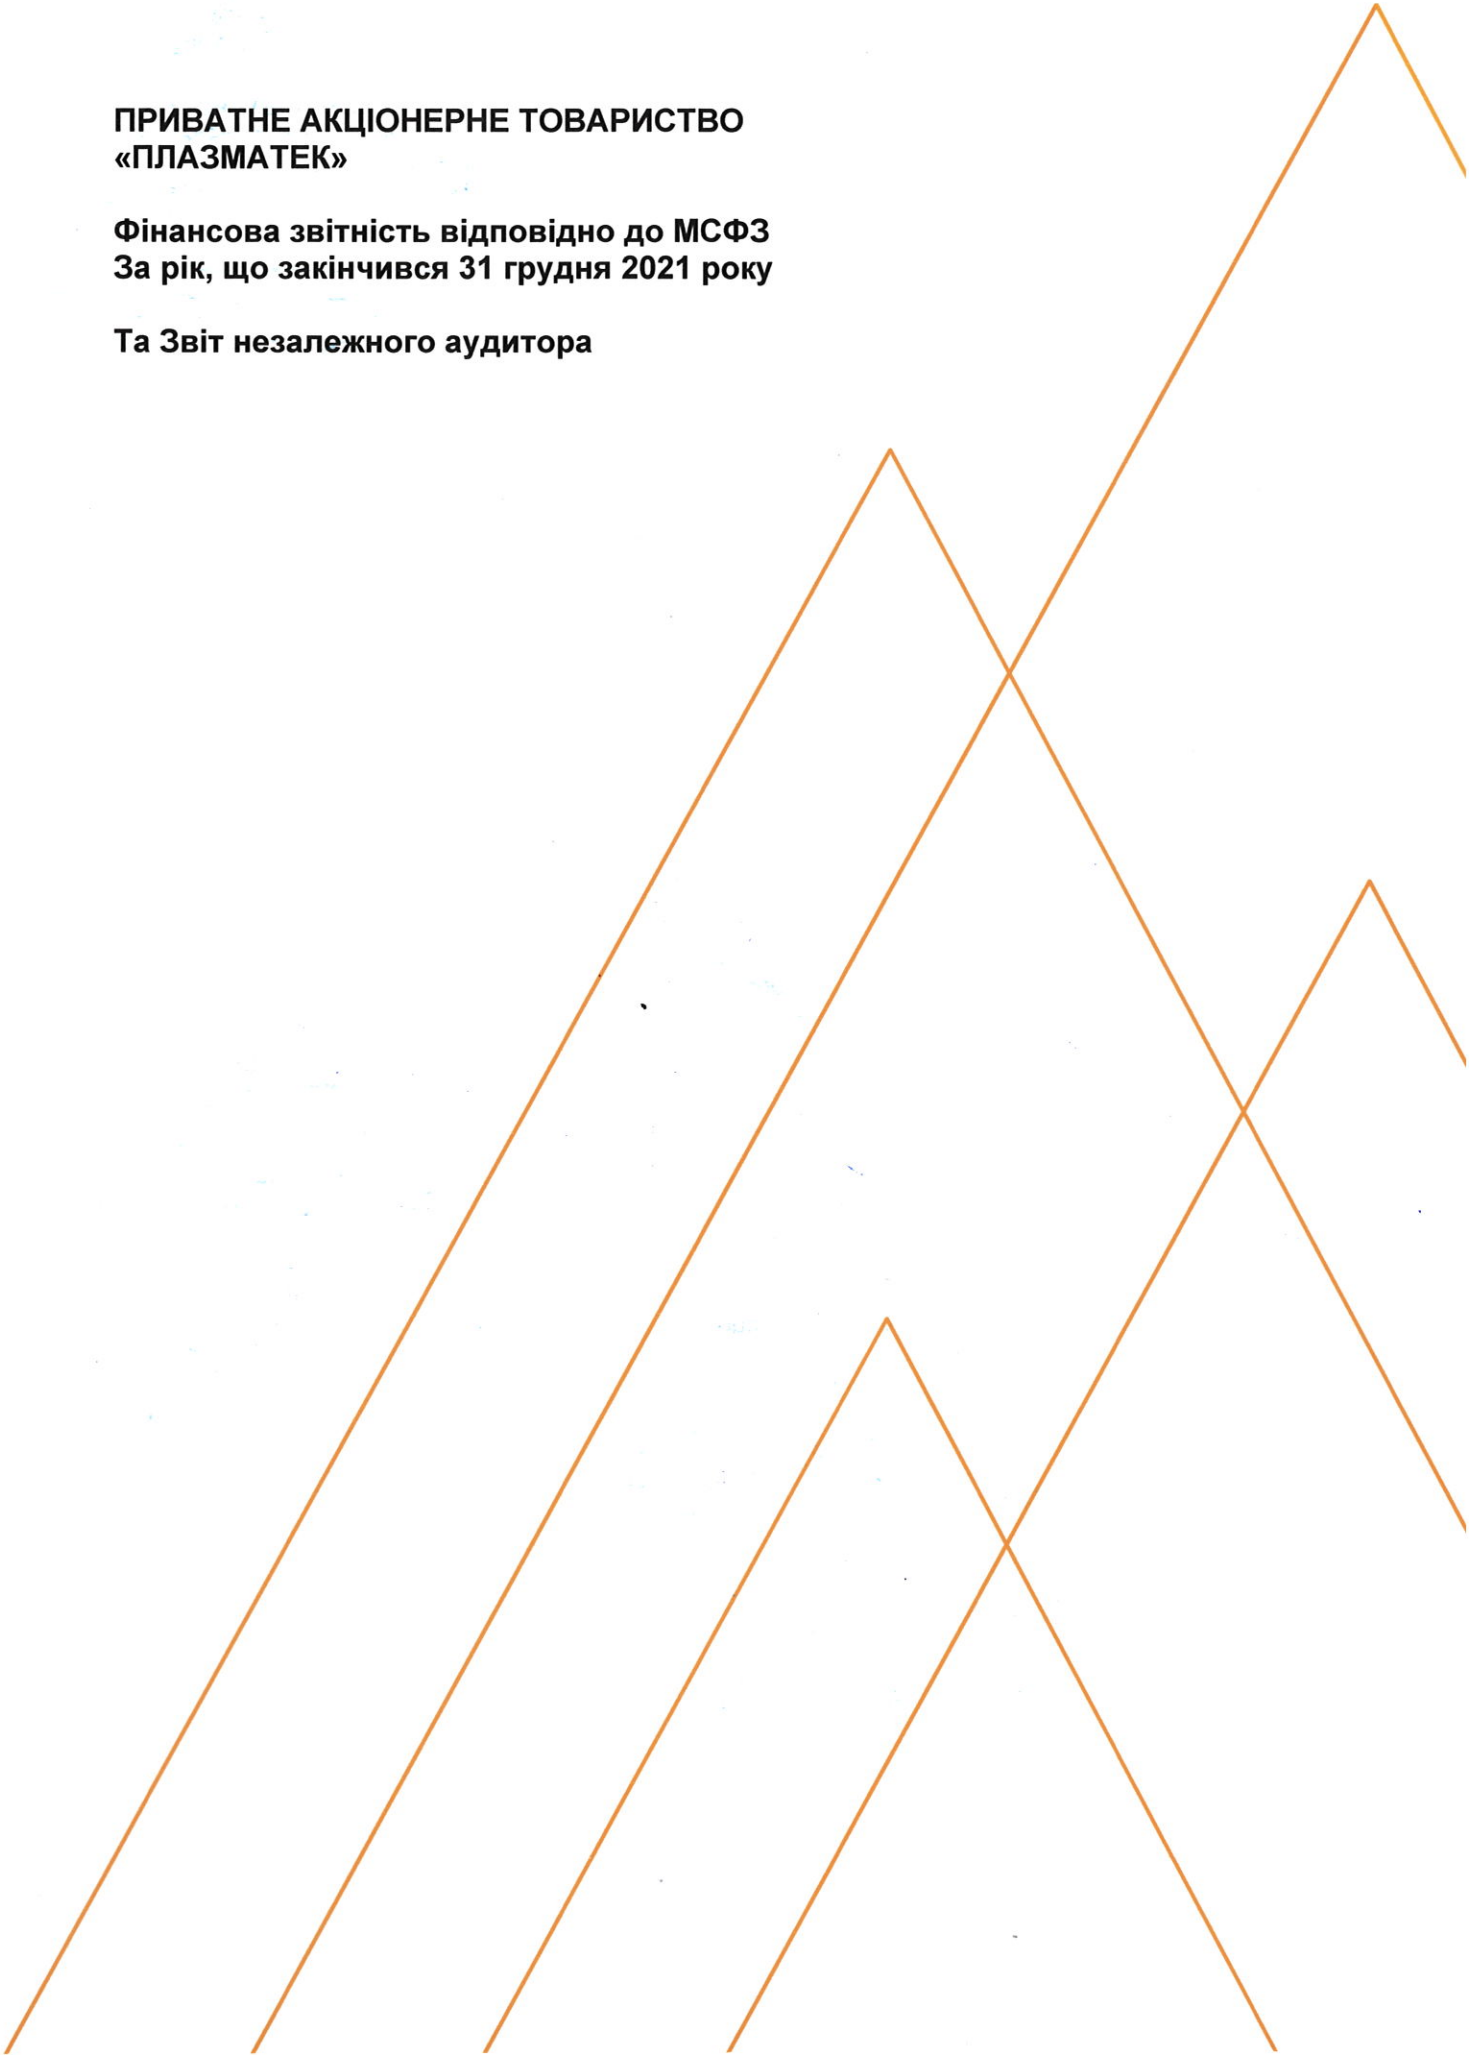 ПРИВАТНЕ АКЦІОНЕРНЕ ТОВАРИСТВО
«ПЛАЗМАТЕК»
Фінансова звітність відповідно до МСФЗ
За рік, що закінчився 31 грудня 2021 року
Та Звіт незалежного аудитора